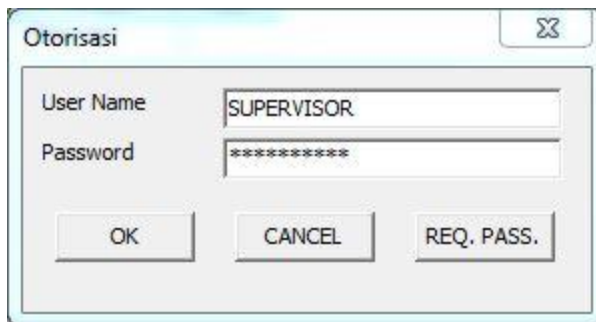 Otorisasi
User Name SUPERVISOR
Password **********
OK CANCEL REQ. PASS.